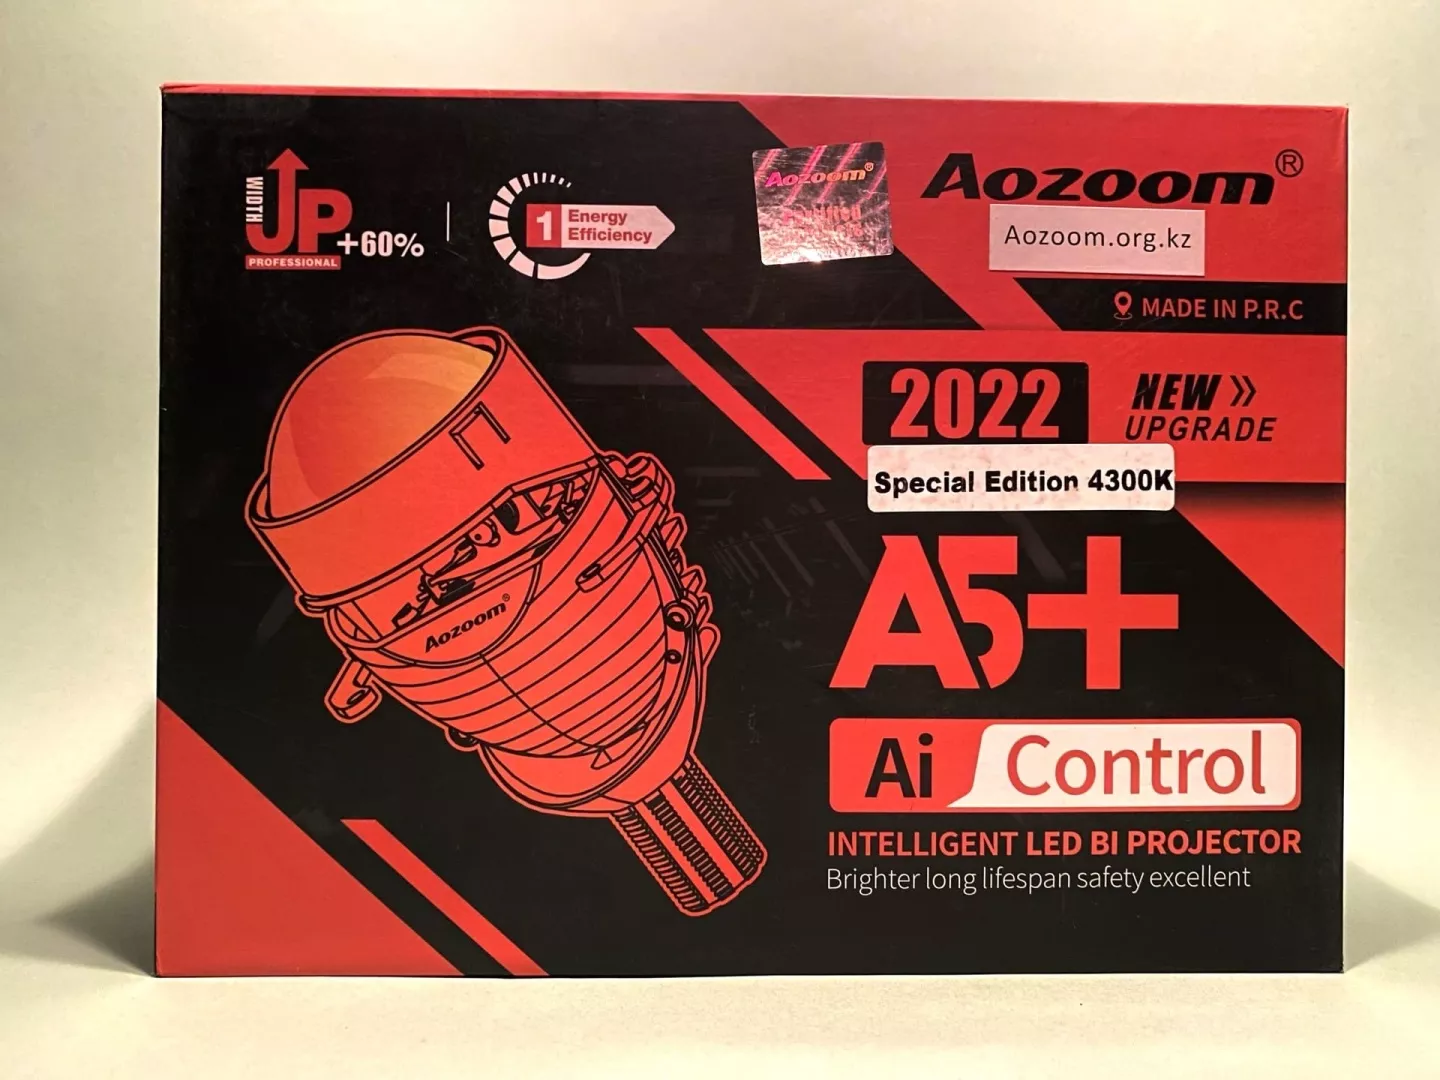 WIDTH
UP
+60%
PROFESSIONAL
1
Energy
Efficiency
Aozoom®
Aozoom®
Aozoom.org.kz
MADE IN P.R.C
2022
NEW
UPGRADE
Special Edition 4300K
A5+
Aozoom®
Ai Control
INTELLIGENT LED BI PROJECTOR
Brighter long lifespan safety excellent